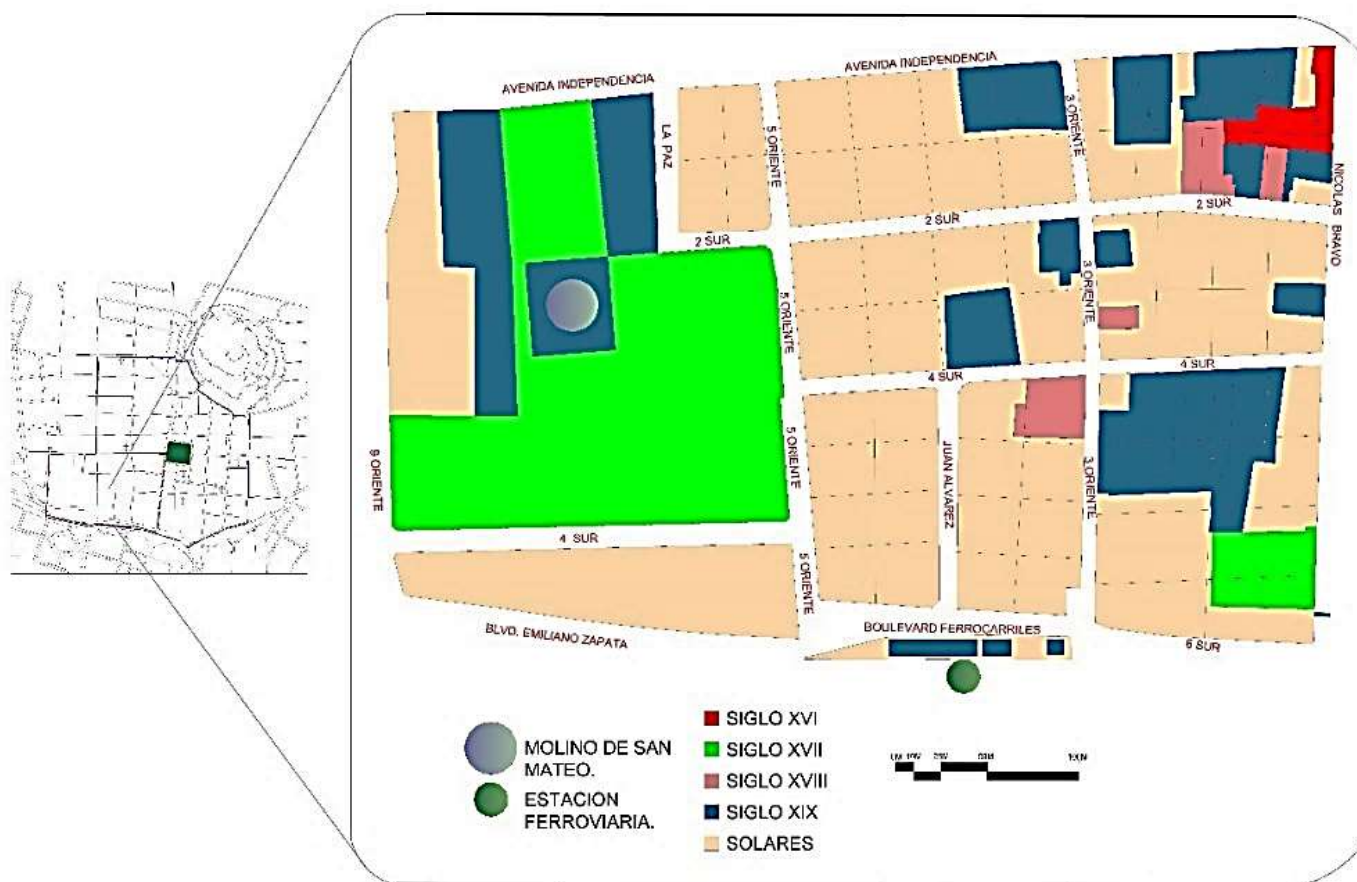 AVENIDA INDEPENDENCIA
AVENIDA INDEPENDENCIA
LA PAZ
5 ORIENTE
3 ORIENTE
NICOLAS BRAVO
2 SUR
2 SUR
2 SUR
5 ORIENTE
3 ORIENTE
4 SUR
4 SUR
9 ORIENTE
5 ORIENTE
JUAN ALVAREZ
3 ORIENTE
4 SUR
5 ORIENTE
BLVD. EMILIANO ZAPATA
BOULEVARD FERROCARRILES
6 SUR
MOLINO DE SAN
MATEO.
ESTACION
FERROVIARIA.
SIGLO XVI
SIGLO XVII
SIGLO XVIII
SIGLO XIX
SOLARES
100M